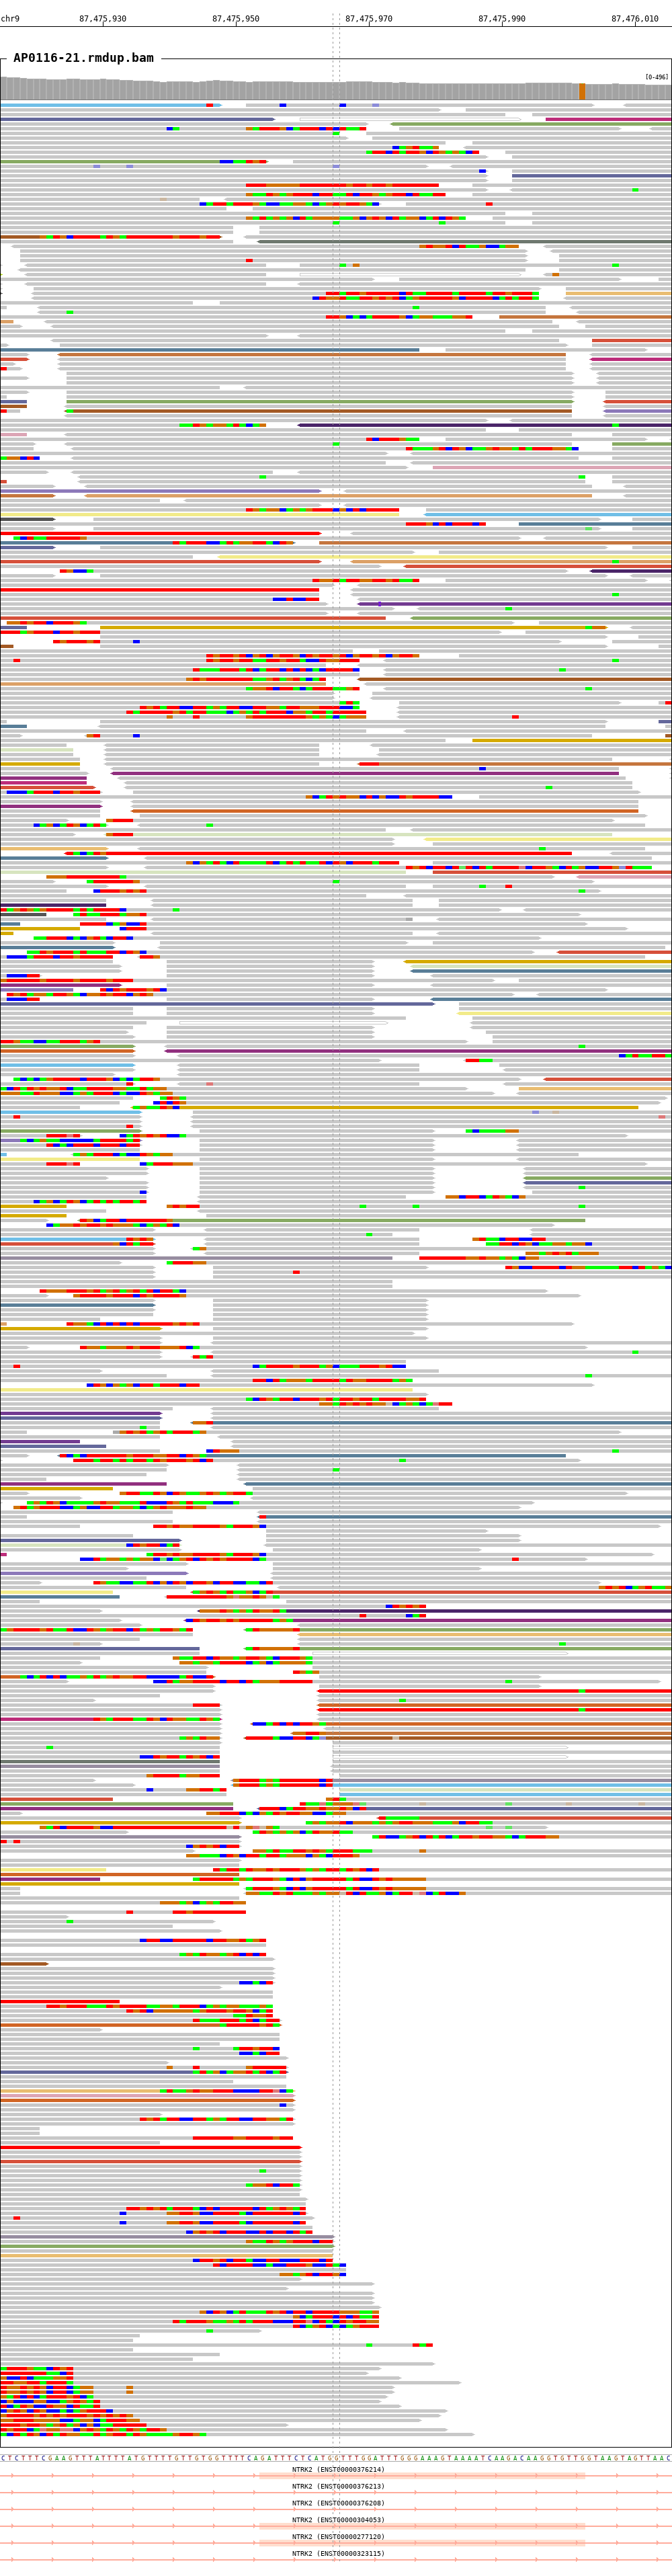 chr9 87,475,930 87,475,950 87,475,970 87,475,990 87,476,010
AP0116-21.rmdup.bam
[0-496]
NTRK2 (ENST00000376214)
NTRK2 (ENST00000376213)
NTRK2 (ENST00000376208)
NTRK2 (ENST00000304053)
NTRK2 (ENST00000277120)
NTRK2 (ENST00000323115)